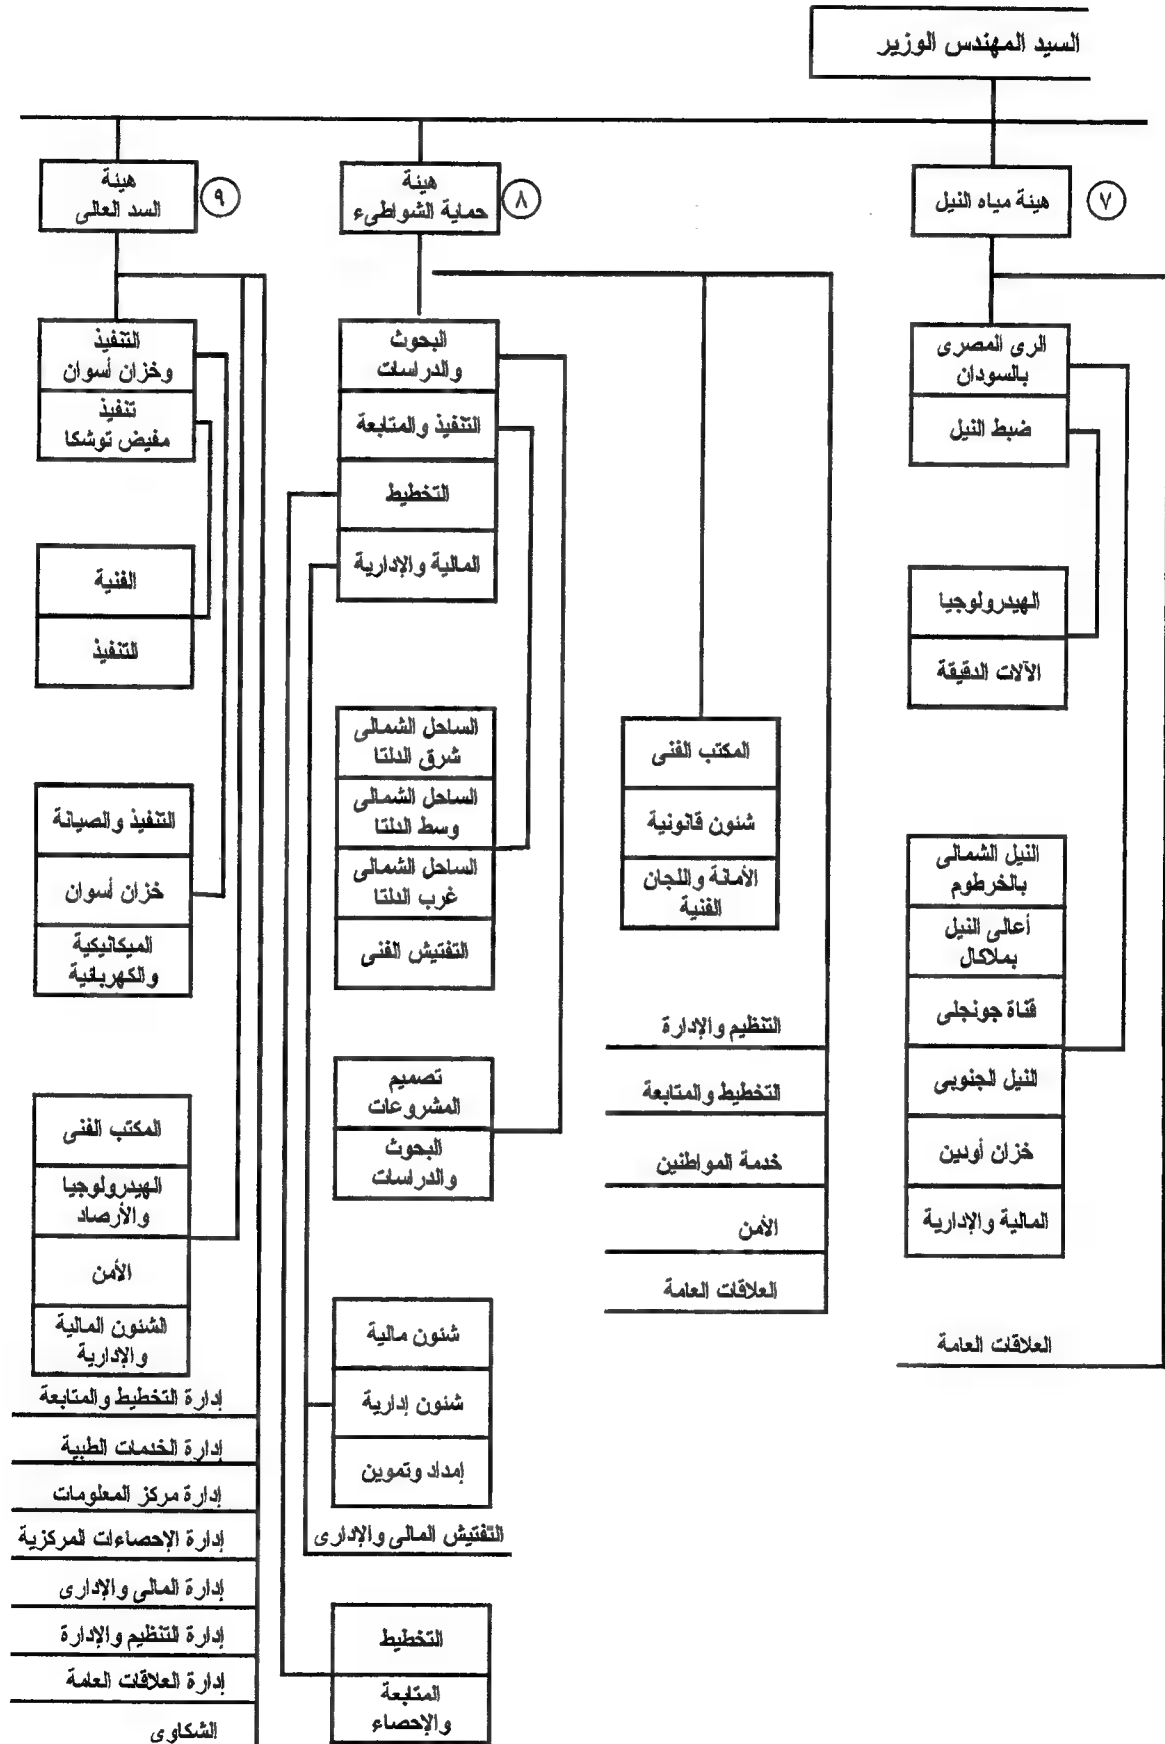 السيد المهندس الوزير
٧
هيئة مياه النيل
الرى المصرى
بالسودان
ضبط النيل
الهيدرولوجيا
الآلات الدقيقة
النيل الشمالى
بالخرطوم
أعالى النيل
بملاكال
قناة جونجلى
النيل الجنوبى
خزان أوين
المالية والإدارية
العلاقات العامة
٨
هيئة
حماية الشواطىء
البحوث
والدراسات
التنفيذ والمتابعة
التخطيط
المالية والإدارية
المكتب الفنى
شئون قانونية
الأمانة واللجان
الفنية
التنظيم والإدارة
التخطيط والمتابعة
خدمة المواطنين
الأمن
العلاقات العامة
الساحل الشمالى
شرق الدلتا
الساحل الشمالى
وسط الدلتا
الساحل الشمالى
غرب الدلتا
التفتيش الفنى
تصميم
المشروعات
البحوث
والدراسات
شئون مالية
شئون إدارية
إمداد وتموين
التفتيش المالى والإدارى
التخطيط
المتابعة
والإحصاء
٩
هيئة
السد العالى
التنفيذ
وخزان أسوان
تنفيذ
مفيض توشكا
الفنية
التنفيذ
التنفيذ والصيانة
خزان أسوان
الميكانيكية
والكهربائية
المكتب الفنى
الهيدرولوجيا
والأرصاد
الأمن
الشئون المالية
والإدارية
إدارة التخطيط والمتابعة
إدارة الخدمات الطبية
إدارة مركز المعلومات
إدارة الإحصاءات المركزية
إدارة المالى والإدارى
إدارة التنظيم والإدارة
إدارة العلاقات العامة
الشكاوى